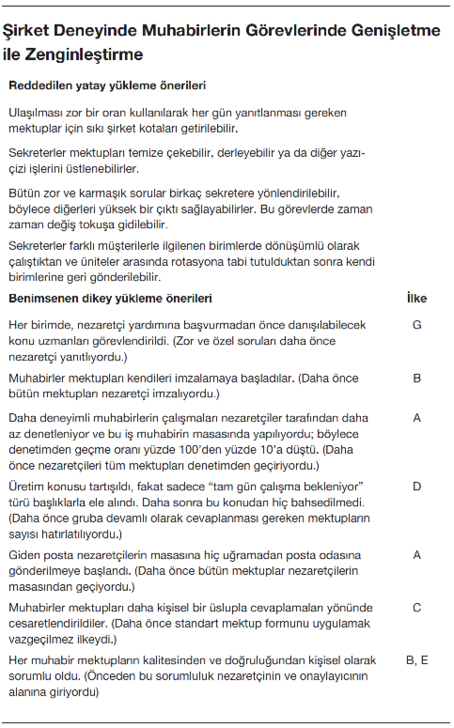 Şirket Deneyinde Muhabirlerin Görevlerinde Genişletme
ile Zenginleştirme
Reddedilen yatay yükleme önerileri
Ulaşılması zor bir oran kullanılarak her gün yanıtlanması gereken
mektuplar için sıkı şirket kotaları getirilebilir.
Sekreterler mektupları temize çekebilir, derleyebilir ya da diğer yazı-
çizi işlerini üstlenebilirler.
Bütün zor ve karmaşık sorular birkaç sekretere yönlendirilebilir,
böylece diğerleri yüksek bir çıktı sağlayabilirler. Bu görevlerde zaman
zaman değiş tokuşa gidilebilir.
Sekreterler farklı müşterilerle ilgilenen birimlerde dönüşümlü olarak
çalıştıktan ve üniteler arasında rotasyona tabi tutulduktan sonra kendi
birimlerine geri gönderilebilir.
Benimsenen dikey yükleme önerileri İlke
Her birimde, nezaretçi yardımına başvurmadan önce danışılabilecek G
konu uzmanları görevlendirildi. (Zor ve özel soruları daha önce
nezaretçi yanıtlıyordu.)
Muhabirler mektupları kendileri imzalamaya başladılar. (Daha önce B
bütün mektupları nezaretçi imzalıyordu.)
Daha deneyimli muhabirlerin çalışmaları nezaretçiler tarafından daha A
az denetleniyor ve bu iş muhabirin masasında yapılıyordu; böylece
denetimden geçme oranı yüzde 100'den yüzde 10'a düştü. (Daha
önce nezaretçileri tüm mektupları denetimden geçiriyordu.)
Üretim konusu tartışıldı, fakat sadece “tam gün çalışma bekleniyor” D
türü başlıklarla ele alındı. Daha sonra bu konudan hiç bahsedilmedi.
(Daha önce gruba devamlı olarak cevaplanması gereken mektupların
sayısı hatırlatılıyordu.)
Giden posta nezaretçilerin masasına hiç uğramadan posta odasına A
gönderilmeye başlandı. (Daha önce bütün mektuplar nezaretçilerin
masasından geçiyordu.)
Muhabirler mektupları daha kişisel bir üslupla cevaplamaları yönünde C
cesaretlendirildiler. (Daha önce standart mektup formunu uygulamak
vazgeçilmez ilkeydi.)
Her muhabir mektupların kalitesinden ve doğruluğundan kişisel olarak B, E
sorumlu oldu. (Önceden bu sorumluluk nezaretçinin ve onaylayıcının
alanına giriyordu)